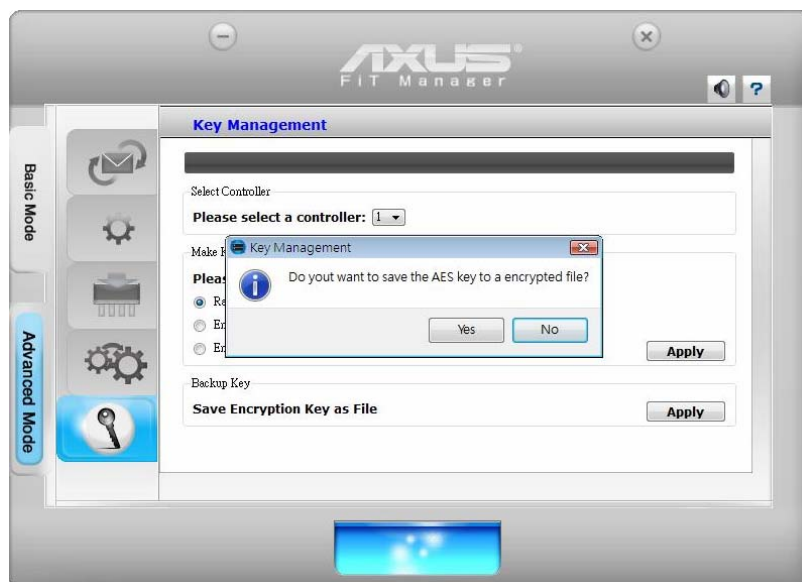 AXUS
FiT Manager
?
Key Management
Basic Mode
Advanced Mode
Select Controller
Please select a controller: 1
Make
Key Management
Do yout want to save the AES key to a encrypted file?
Yes
No
Apply
Backup Key
Save Encryption Key as File
Apply